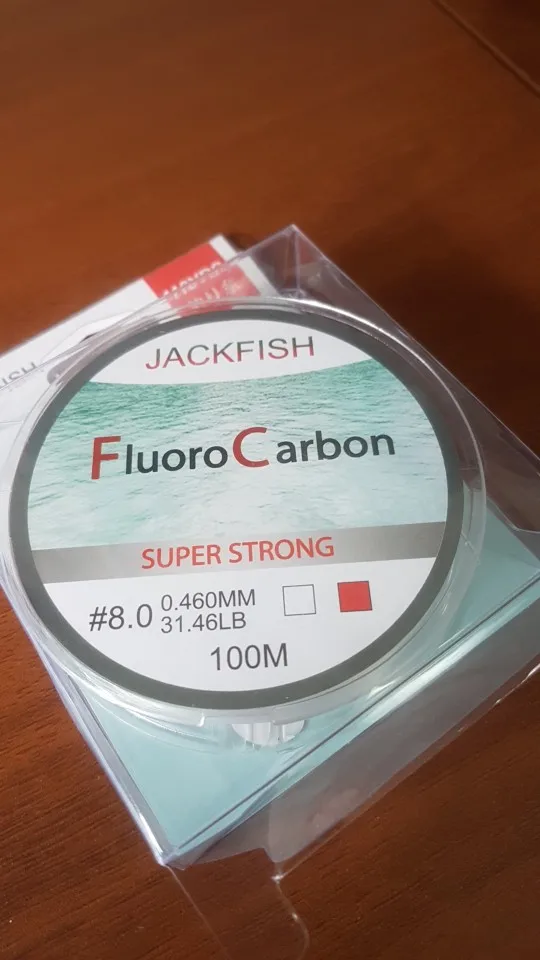 JACKFISH
FluoroCarbon
SUPER STRONG
#8.0 0.460MM
31.46LB
100M